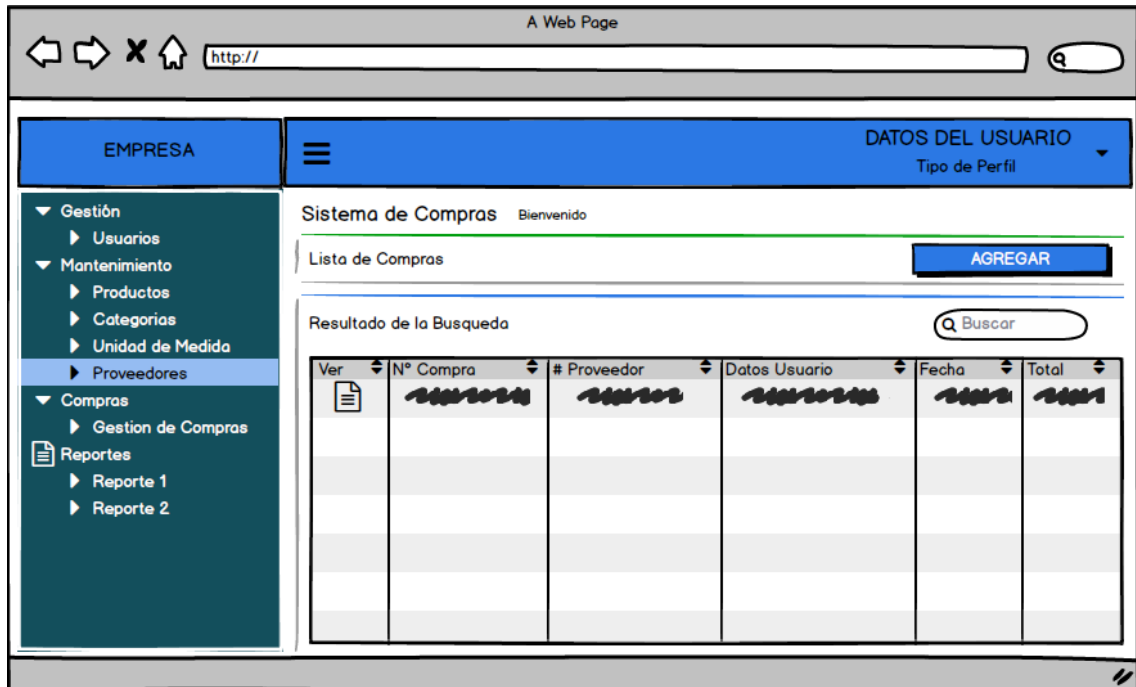 A Web Page
http://
EMPRESA
DATOS DEL USUARIO
Tipo de Perfil
Gestión
Usuarios
Mantenimiento
Productos
Categorias
Unidad de Medida
Proveedores
Compras
Gestion de Compras
Reportes
Reporte 1
Reporte 2
Sistema de Compras Bienvenido
Lista de Compras AGREGAR
Resultado de la Busqueda Buscar
Ver N° Compra # Proveedor Datos Usuario Fecha Total